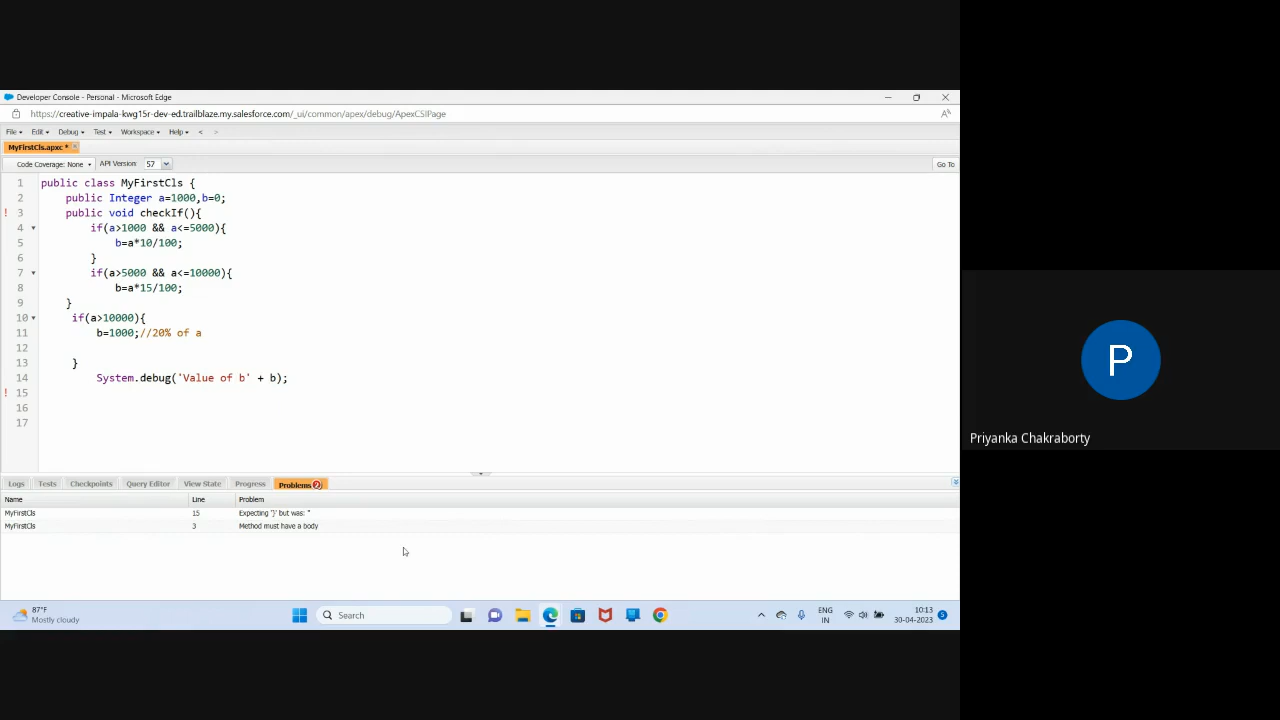 Developer Console - Personal - Microsoft Edge
https://creative-impala-kwg15r-dev-ed.trailblaze.my.salesforce.com/_ui/common/apex/debug/ApexCSIPage
File Edit Debug Test Workspace Help < >
MyFirstCls.apxc *
Code Coverage: None API Version: 57 Go To
1 public class MyFirstCls {
2 public Integer a=1000,b=0;
! 3 public void checkIf(){
4 if(a>1000 && a<=5000){
5 b=a*10/100;
6 }
7 if(a>5000 && a<=10000){
8 b=a*15/100;
9 }
10 if(a>10000){
11 b=1000;//20% of a
12
13 }
14 System.debug('Value of b' + b);
! 15
16
17
Logs Tests Checkpoints Query Editor View State Progress Problems 2
Name Line Problem
MyFirstCls 15 Expecting '}' but was: ''
MyFirstCls 3 Method must have a body
87°F
Mostly cloudy
Search
ENG
IN
10:13
30-04-2023
5
P
Priyanka Chakraborty